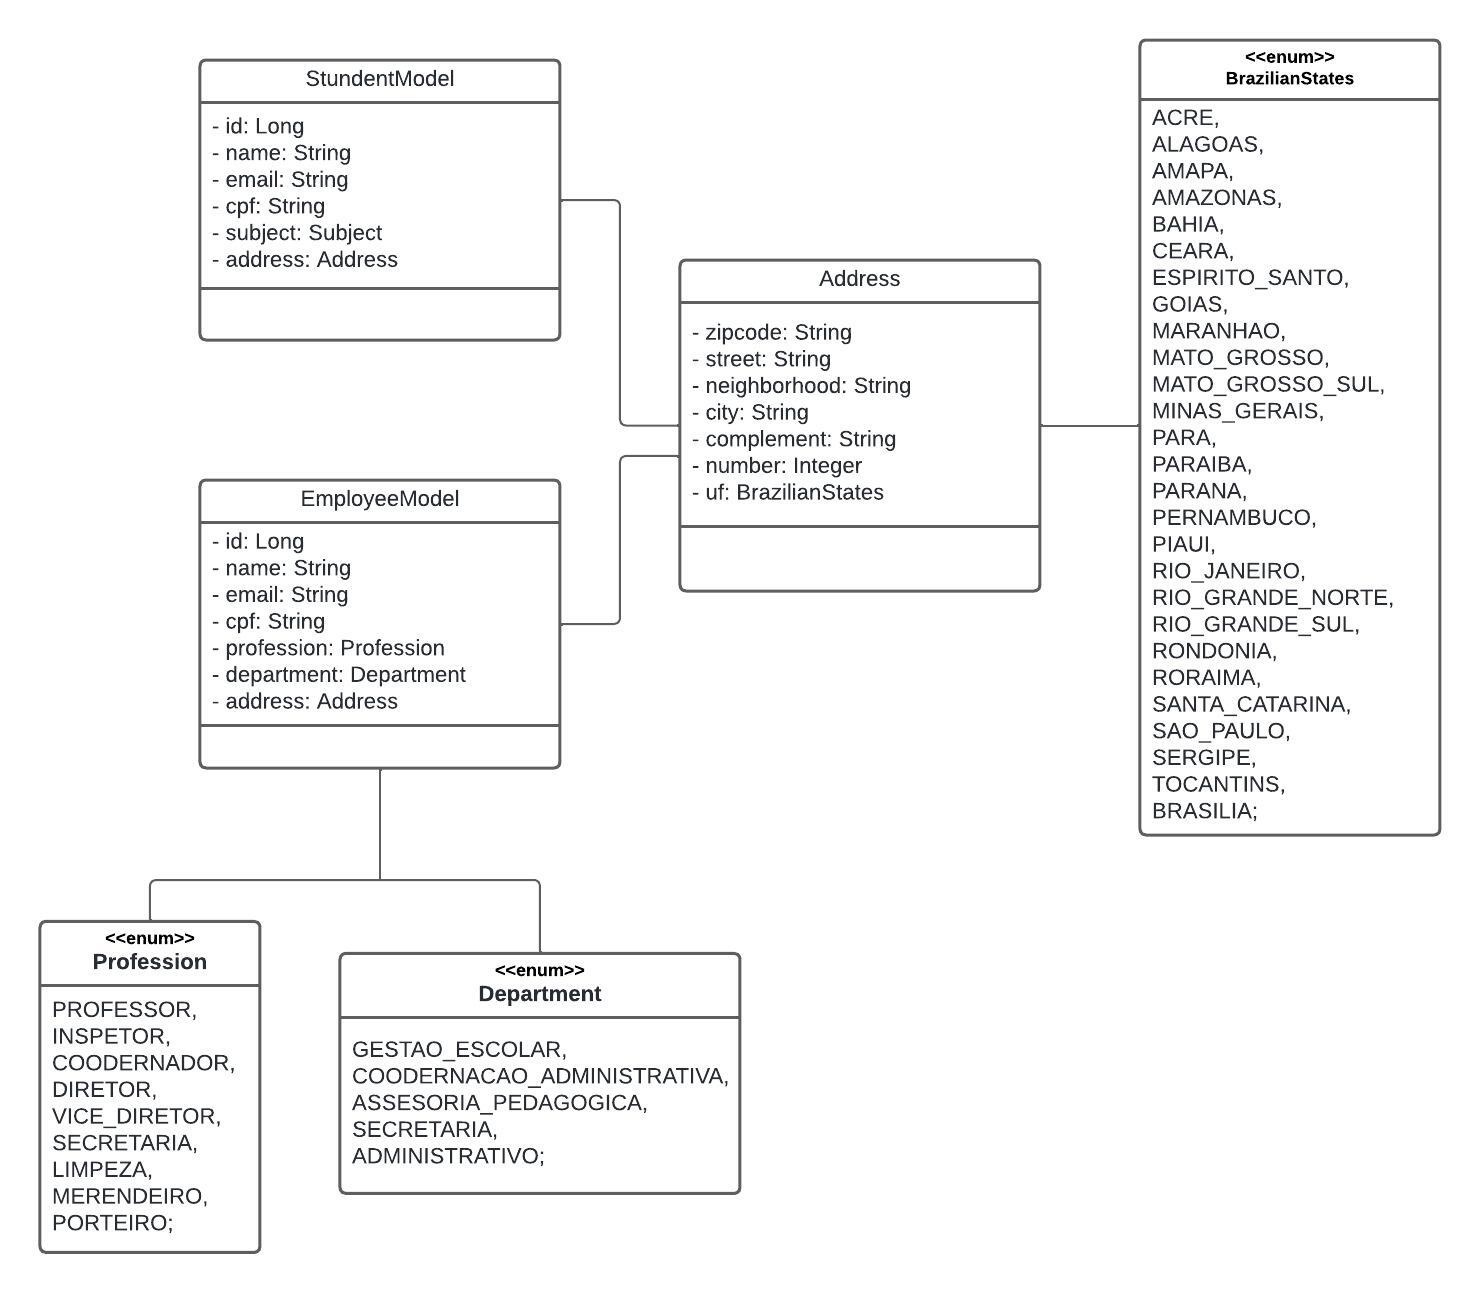 StundentModel
- id: Long
- name: String
- email: String
- cpf: String
- subject: Subject
- address: Address
EmployeeModel
- id: Long
- name: String
- email: String
- cpf: String
- profession: Profession
- department: Department
- address: Address
Address
- zipcode: String
- street: String
- neighborhood: String
- city: String
- complement: String
- number: Integer
- uf: BrazilianStates
<<enum>>
BrazilianStates
ACRE,
ALAGOAS,
AMAPA,
AMAZONAS,
BAHIA,
CEARA,
ESPIRITO_SANTO,
GOIAS,
MARANHAO,
MATO_GROSSO,
MATO_GROSSO_SUL,
MINAS_GERAIS,
PARA,
PARAIBA,
PARANA,
PERNAMBUCO,
PIAUI,
RIO_JANEIRO,
RIO_GRANDE_NORTE,
RIO_GRANDE_SUL,
RONDONIA,
RORAIMA,
SANTA_CATARINA,
SAO_PAULO,
SERGIPE,
TOCANTINS,
BRASILIA;
<<enum>>
Profession
PROFESSOR,
INSPETOR,
COODERNADOR,
DIRETOR,
VICE_DIRETOR,
SECRETARIA,
LIMPEZA,
MERENDEIRO,
PORTEIRO;
<<enum>>
Department
GESTAO_ESCOLAR,
COODERNACAO_ADMINISTRATIVA,
ASSESORIA_PEDAGOGICA,
SECRETARIA,
ADMINISTRATIVO;